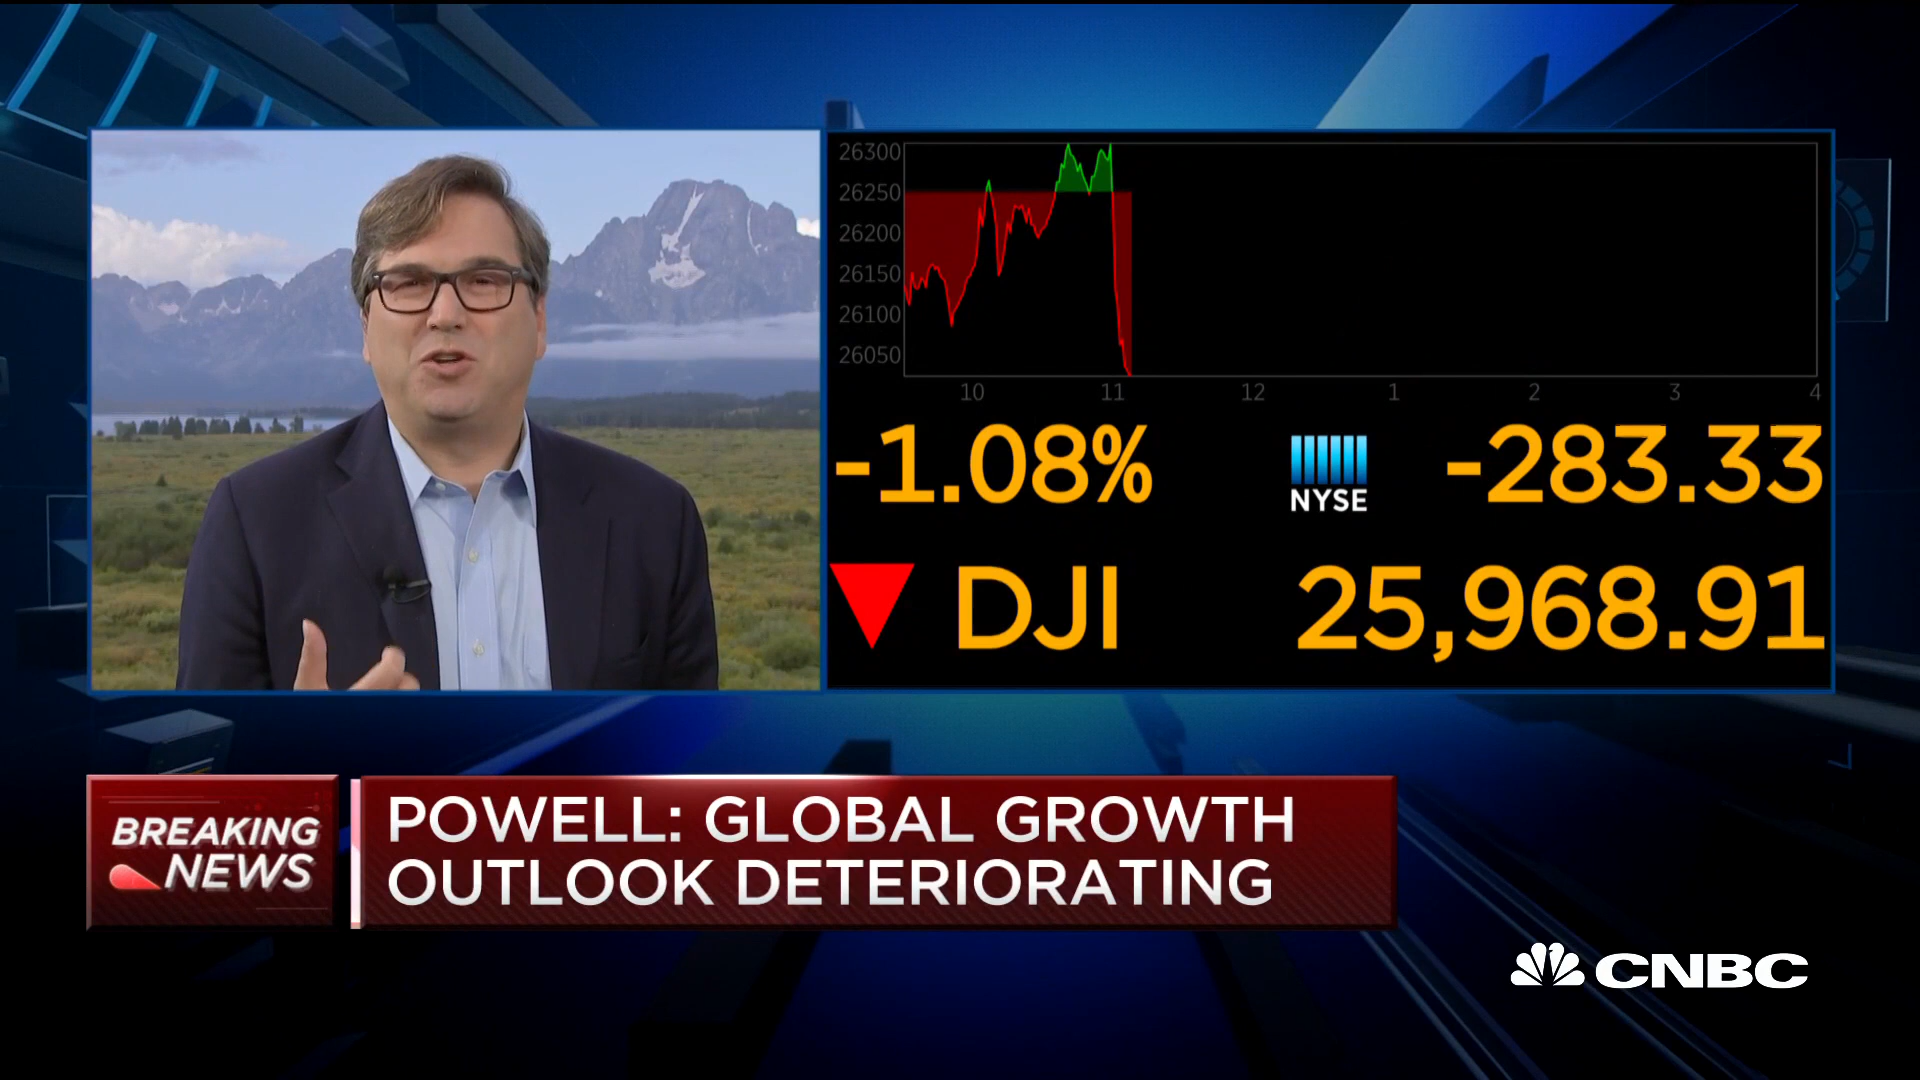 26300
26250
26200
26150
26100
26050
10 11 12 1 2 3 4
-1.08% NYSE -283.33
DJI 25,968.91
BREAKING
NEWS
POWELL: GLOBAL GROWTH
OUTLOOK DETERIORATING
CNBC